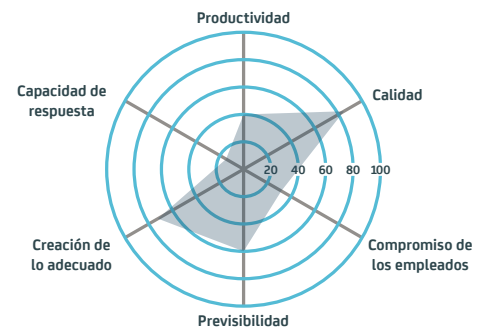 Productividad
Capacidad de
respuesta
Calidad
20 40 60 80 100
Creación de
lo adecuado
Compromiso de
los empleados
Previsibilidad